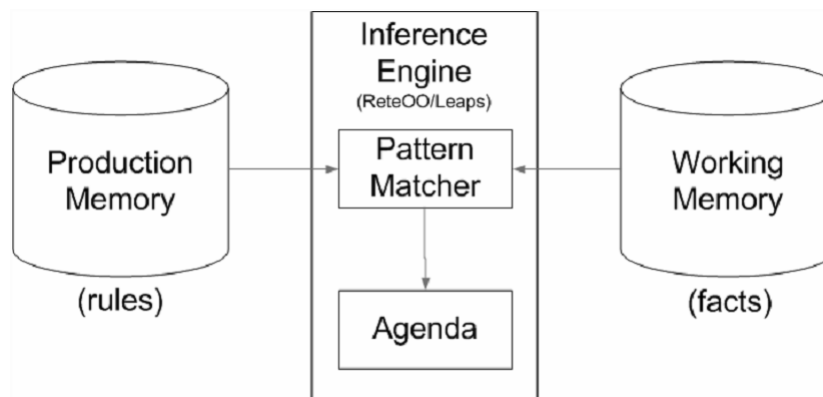 Inference
Engine
(ReteOO/Leaps)
Production
Memory
(rules)
Pattern
Matcher
Agenda
Working
Memory
(facts)